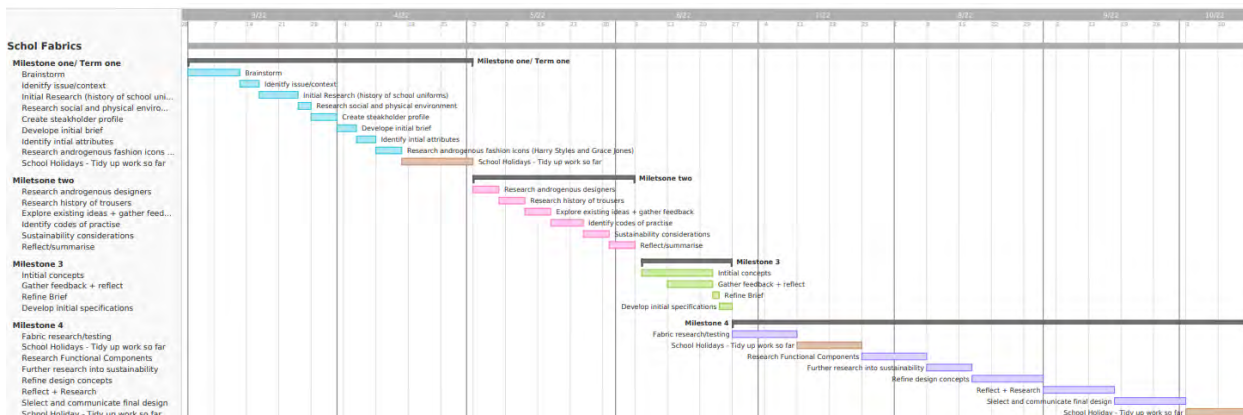 3/22 4/22 5/22 6/22 7/22 8/22 9/22 10/22
Schol Fabrics
Milestone one/ Term one Milestone one/ Term one
Brainstorm Brainstorm
Identify issue/context Idenitfy issue/context
Initial Research (history of school uni... Initial Research (history of school uniforms)
Research social and physical enviro... Research social and physical environment
Create steakholder profile Create steakholder profile
Develope initial brief Develope initial brief
Identify intial attributes Identify intial attributes
Research androgenous fashion icons ... Research androgenous fashion icons (Harry Styles and Grace Jones)
School Holidays - Tidy up work so far School Holidays - Tidy up work so far
Miletsone two Miletsone two
Research androgenous designers Research androgenous designers
Research history of trousers Research history of trousers
Explore existing ideas + gather feed... Explore existing ideas + gather feedback
Identify codes of practise Identify codes of practise
Sustainability considerations Sustainability considerations
Reflect/summarise Reflect/summarise
Milestone 3 Milestone 3
Intitial concepts Intitial concepts
Gather feedback + reflect Gather feedback + reflect
Refine Brief Refine Brief
Develop initial specifications Develop initial specifications
Milestone 4 Milestone 4
Fabric research/testing Fabric research/testing
School Holidays - Tidy up work so far School Holidays - Tidy up work so far
Research Functional Components Research Functional Components
Further research into sustainability Further research into sustainability
Refine design concepts Refine design concepts
Reflect + Research Reflect + Research
Slelect and communicate final design Slelect and communicate final design
School Holiday - Tidy up work so far School Holiday - Tidy up work so far